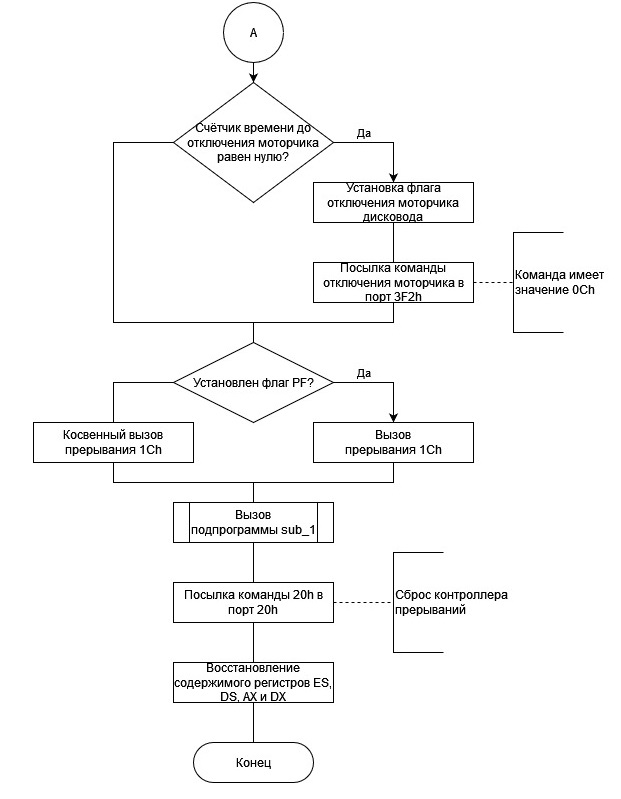 A
Счётчик времени до
отключения моторчика
равен нулю?
Да
Установка флага
отключения моторчика
дисковода
Посылка команды
отключения моторчика в
порт 3F2h
Команда имеет
значение 0Ch
Установлен флаг PF?
Да
Косвенный вызов
прерывания 1Ch
Вызов
прерывания 1Ch
Вызов
подпрограммы sub_1
Посылка команды 20h в
порт 20h
Сброс контроллера
прерываний
Восстановление
содержимого регистров ES,
DS, AX и DX
Конец